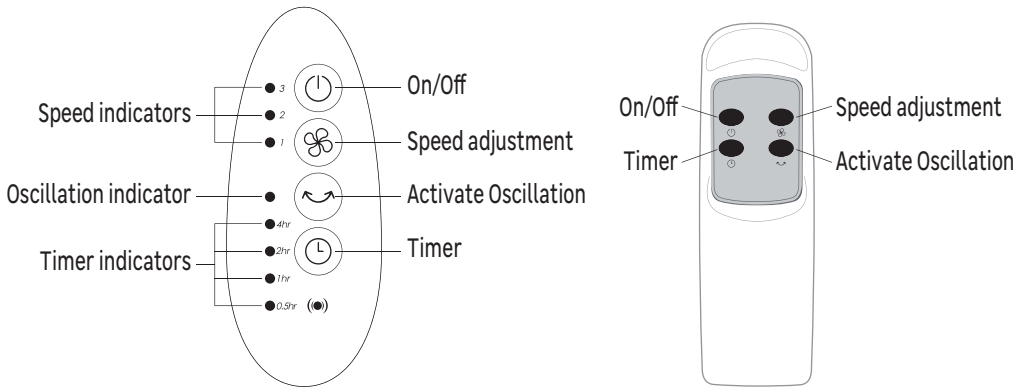 Speed indicators
Oscillation indicator
Timer indicators
3
2
1
4hr
2hr
1hr
0.5hr
On/Off
Speed adjustment
Activate Oscillation
Timer
On/Off
Timer
Speed adjustment
Activate Oscillation